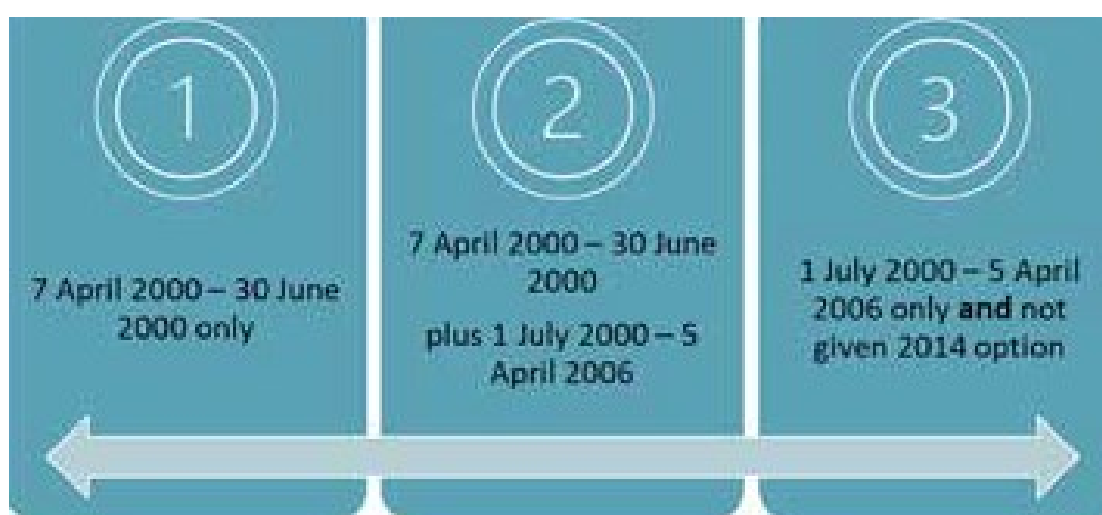 1
7 April 2000 – 30 June
2000 only
2
7 April 2000 – 30 June
2000
plus 1 July 2000 – 5
April 2006
3
1 July 2000 – 5 April
2006 only and not
given 2014 option